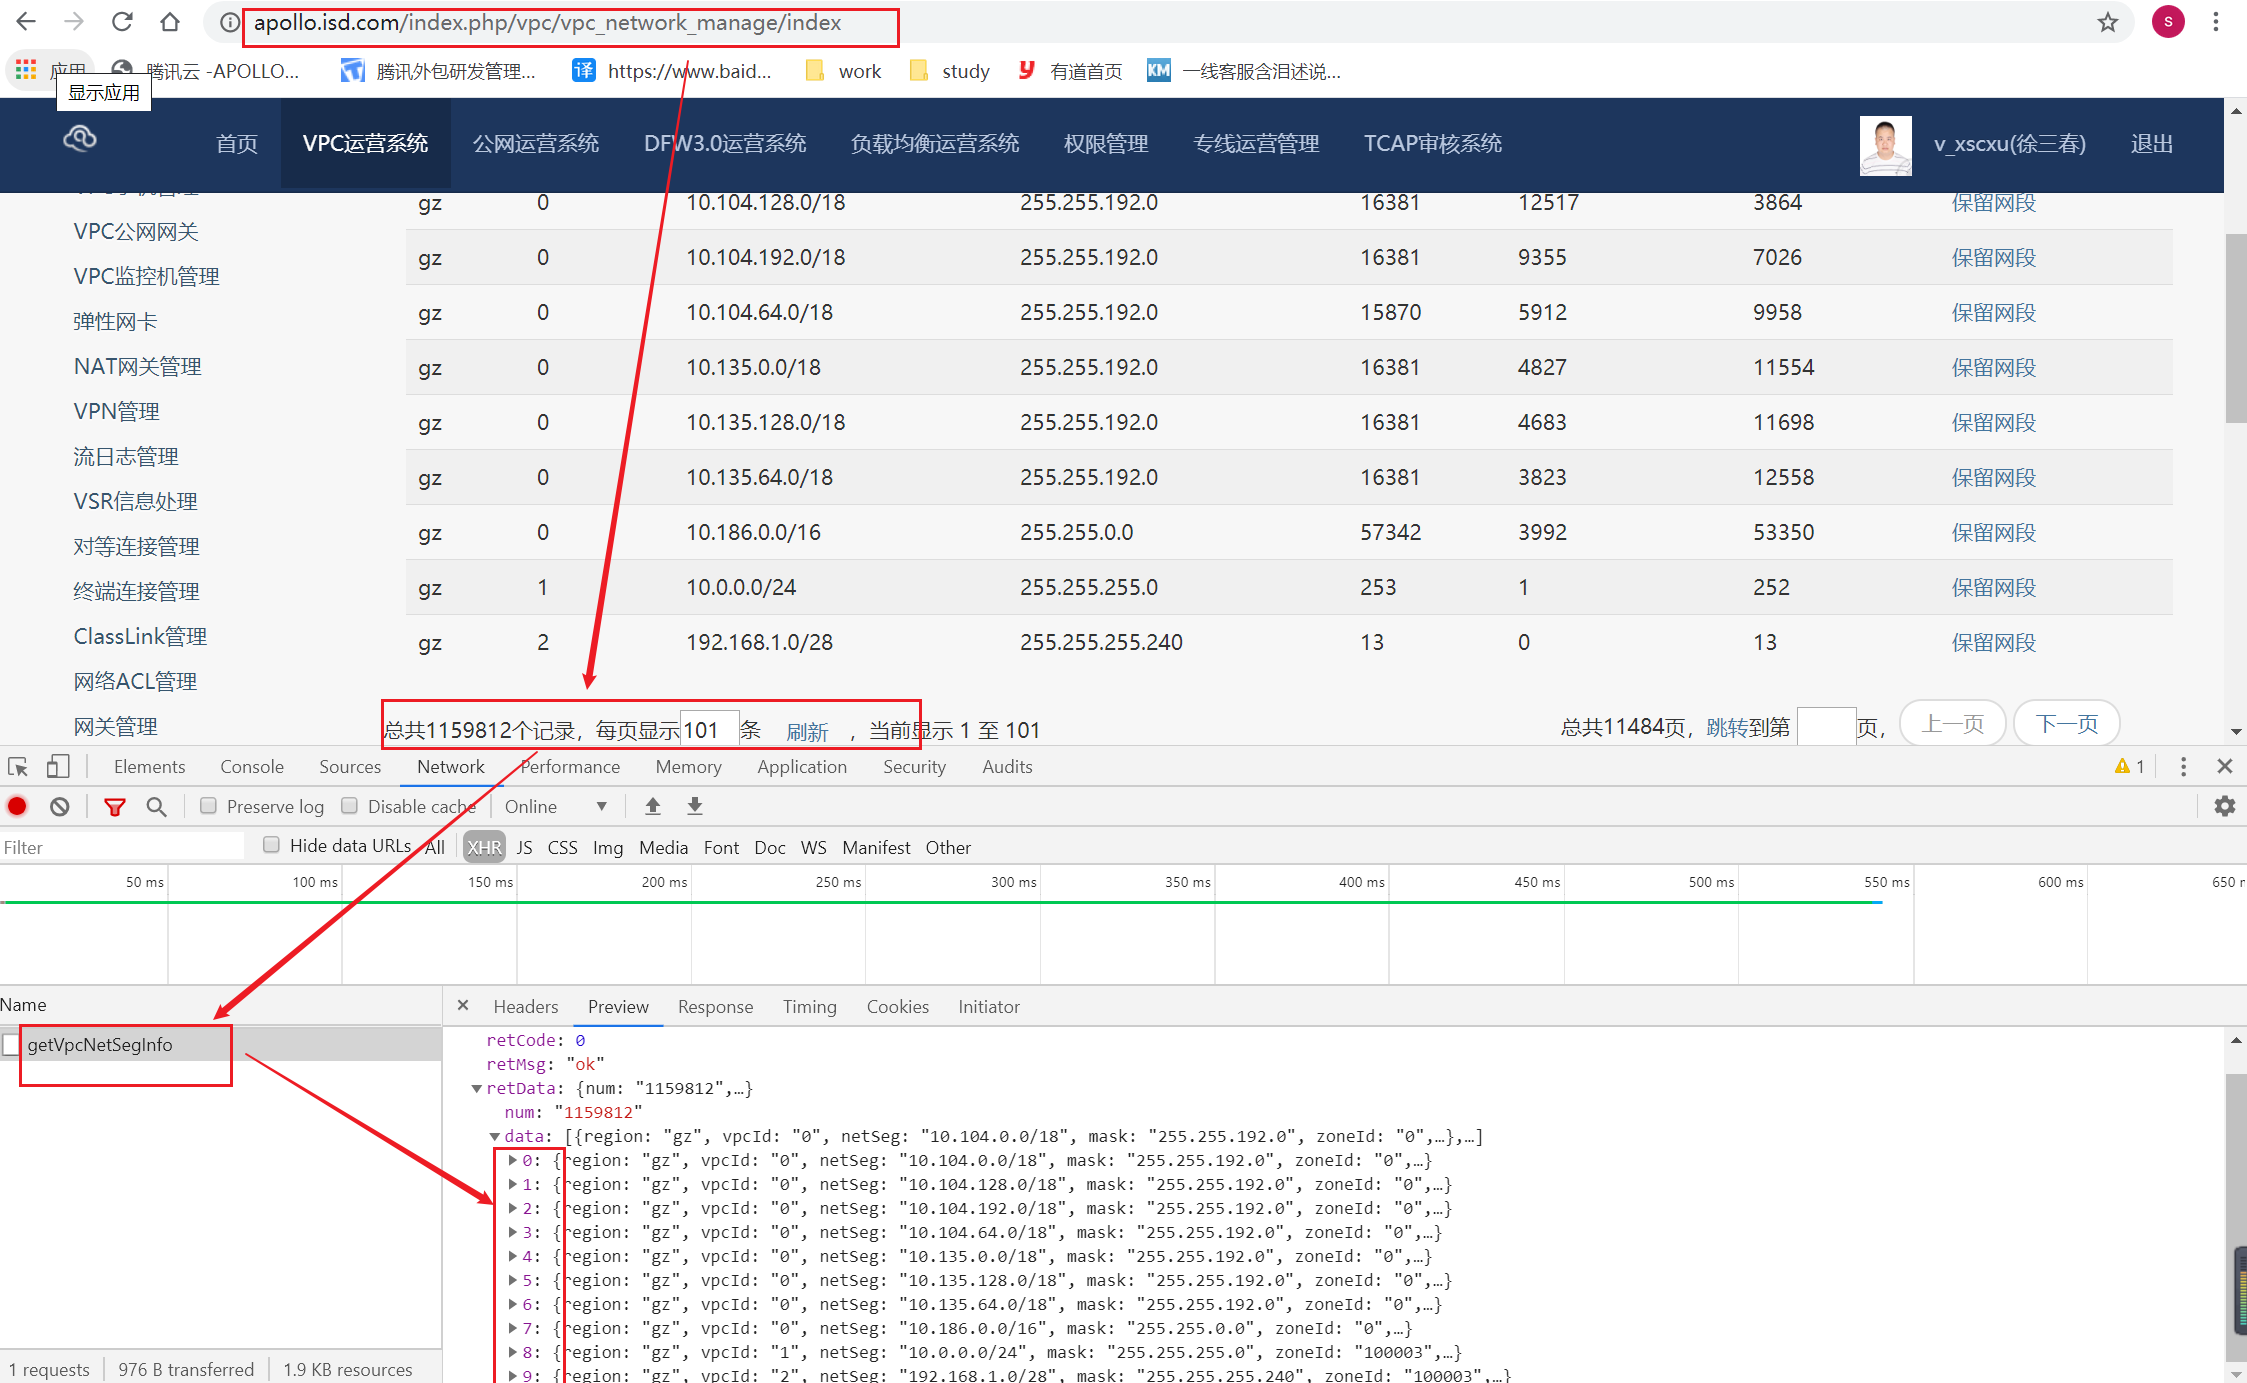 apollo.isd.com/index.php/vpc/vpc_network_manage/index
S
应用
腾讯云 -APOLLO...
腾讯外包研发管理...
译 https://www.baid...
work
study
有道首页
KM 一线客服含泪述说...
显示应用
首页 VPC运营系统 公网运营系统 DFW3.0运营系统 负载均衡运营系统 权限管理 专线运营管理 TCAP审核系统 v_xscxu(徐三春) 退出
VPC公网网关
VPC监控机管理
弹性网卡
NAT网关管理
VPN管理
流日志管理
VSR信息处理
对等连接管理
终端连接管理
ClassLink管理
网络ACL管理
网关管理
gz 0 10.104.128.0/18 255.255.192.0 16381 12517 3864 保留网段
gz 0 10.104.192.0/18 255.255.192.0 16381 9355 7026 保留网段
gz 0 10.104.64.0/18 255.255.192.0 15870 5912 9958 保留网段
gz 0 10.135.0.0/18 255.255.192.0 16381 4827 11554 保留网段
gz 0 10.135.128.0/18 255.255.192.0 16381 4683 11698 保留网段
gz 0 10.135.64.0/18 255.255.192.0 16381 3823 12558 保留网段
gz 0 10.186.0.0/16 255.255.0.0 57342 3992 53350 保留网段
gz 1 10.0.0.0/24 255.255.255.0 253 1 252 保留网段
gz 2 192.168.1.0/28 255.255.255.240 13 0 13 保留网段
总共1159812个记录，每页显示 101 条 刷新 ，当前显示 1 至 101 总共11484页，跳转到第 页， 上一页 下一页
Elements Console Sources Network Performance Memory Application Security Audits 1
Preserve log Disable cache Online
Filter Hide data URLs All XHR JS CSS Img Media Font Doc WS Manifest Other
50 ms 100 ms 150 ms 200 ms 250 ms 300 ms 350 ms 400 ms 450 ms 500 ms 550 ms 600 ms 650 
Name
getVpcNetSegInfo
1 requests 976 B transferred 1.9 KB resources
Headers Preview Response Timing Cookies Initiator
retCode: 0
retMsg: "ok"
retData: {num: "1159812",…}
num: "1159812"
data: [{region: "gz", vpcId: "0", netSeg: "10.104.0.0/18", mask: "255.255.192.0", zoneId: "0",…},…]
0: {region: "gz", vpcId: "0", netSeg: "10.104.0.0/18", mask: "255.255.192.0", zoneId: "0",…}
1: {region: "gz", vpcId: "0", netSeg: "10.104.128.0/18", mask: "255.255.192.0", zoneId: "0",…}
2: {region: "gz", vpcId: "0", netSeg: "10.104.192.0/18", mask: "255.255.192.0", zoneId: "0",…}
3: {region: "gz", vpcId: "0", netSeg: "10.104.64.0/18", mask: "255.255.192.0", zoneId: "0",…}
4: {region: "gz", vpcId: "0", netSeg: "10.135.0.0/18", mask: "255.255.192.0", zoneId: "0",…}
5: {region: "gz", vpcId: "0", netSeg: "10.135.128.0/18", mask: "255.255.192.0", zoneId: "0",…}
6: {region: "gz", vpcId: "0", netSeg: "10.135.64.0/18", mask: "255.255.192.0", zoneId: "0",…}
7: {region: "gz", vpcId: "0", netSeg: "10.186.0.0/16", mask: "255.255.0.0", zoneId: "0",…}
8: {region: "gz", vpcId: "1", netSeg: "10.0.0.0/24", mask: "255.255.255.0", zoneId: "100003",…}
9: {region: "gz", vpcId: "2", netSeg: "192.168.1.0/28", mask: "255.255.255.240", zoneId: "100003",…}